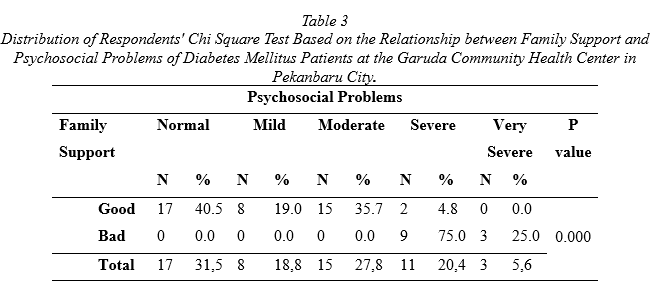 Table 3
Distribution of Respondents' Chi Square Test Based on the Relationship between Family Support and
Psychosocial Problems of Diabetes Mellitus Patients at the Garuda Community Health Center in
Pekanbaru City.
Psychosocial Problems
Family Normal Mild Moderate Severe Very P
Support Severe value
N % N % N % N % N %
Good 17 40.5 8 19.0 15 35.7 2 4.8 0 0.0
Bad 0 0.0 0 0.0 0 0.0 9 75.0 3 25.0 0.000
Total 17 31,5 8 18,8 15 27,8 11 20,4 3 5,6